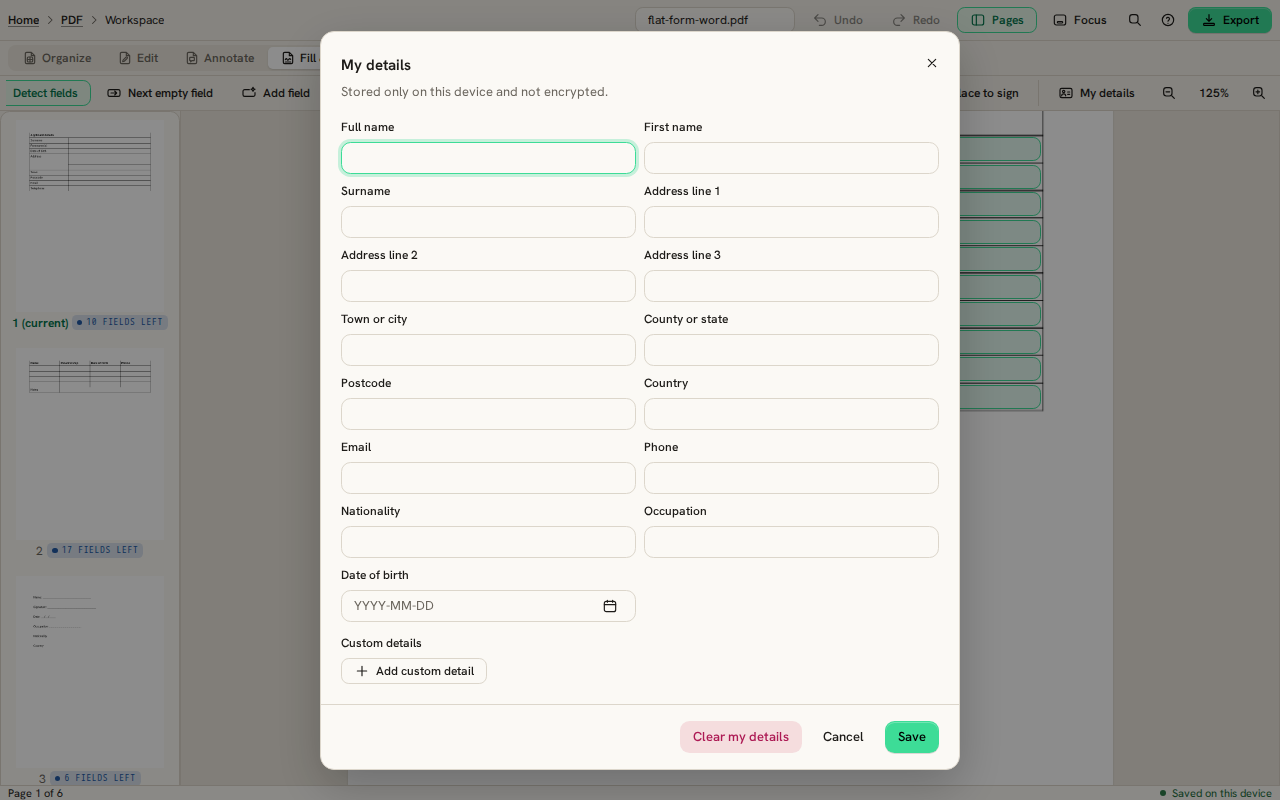 Home > PDF > Workspace
flat-form-word.pdf
Undo
Redo
Pages
Focus
Export
Organize
Edit
Annotate
Fill
Detect fields
Next empty field
Add field
ace to sign
My details
125%
My details
Stored only on this device and not encrypted.
Full name
First name
Surname
Address line 1
Address line 2
Address line 3
Town or city
County or state
Postcode
Country
Email
Phone
Nationality
Occupation
Date of birth
YYYY-MM-DD
Custom details
Add custom detail
Clear my details
Cancel
Save
1 (current)
10 FIELDS LEFT
2
17 FIELDS LEFT
3
6 FIELDS LEFT
Page 1 of 6
Saved on this device